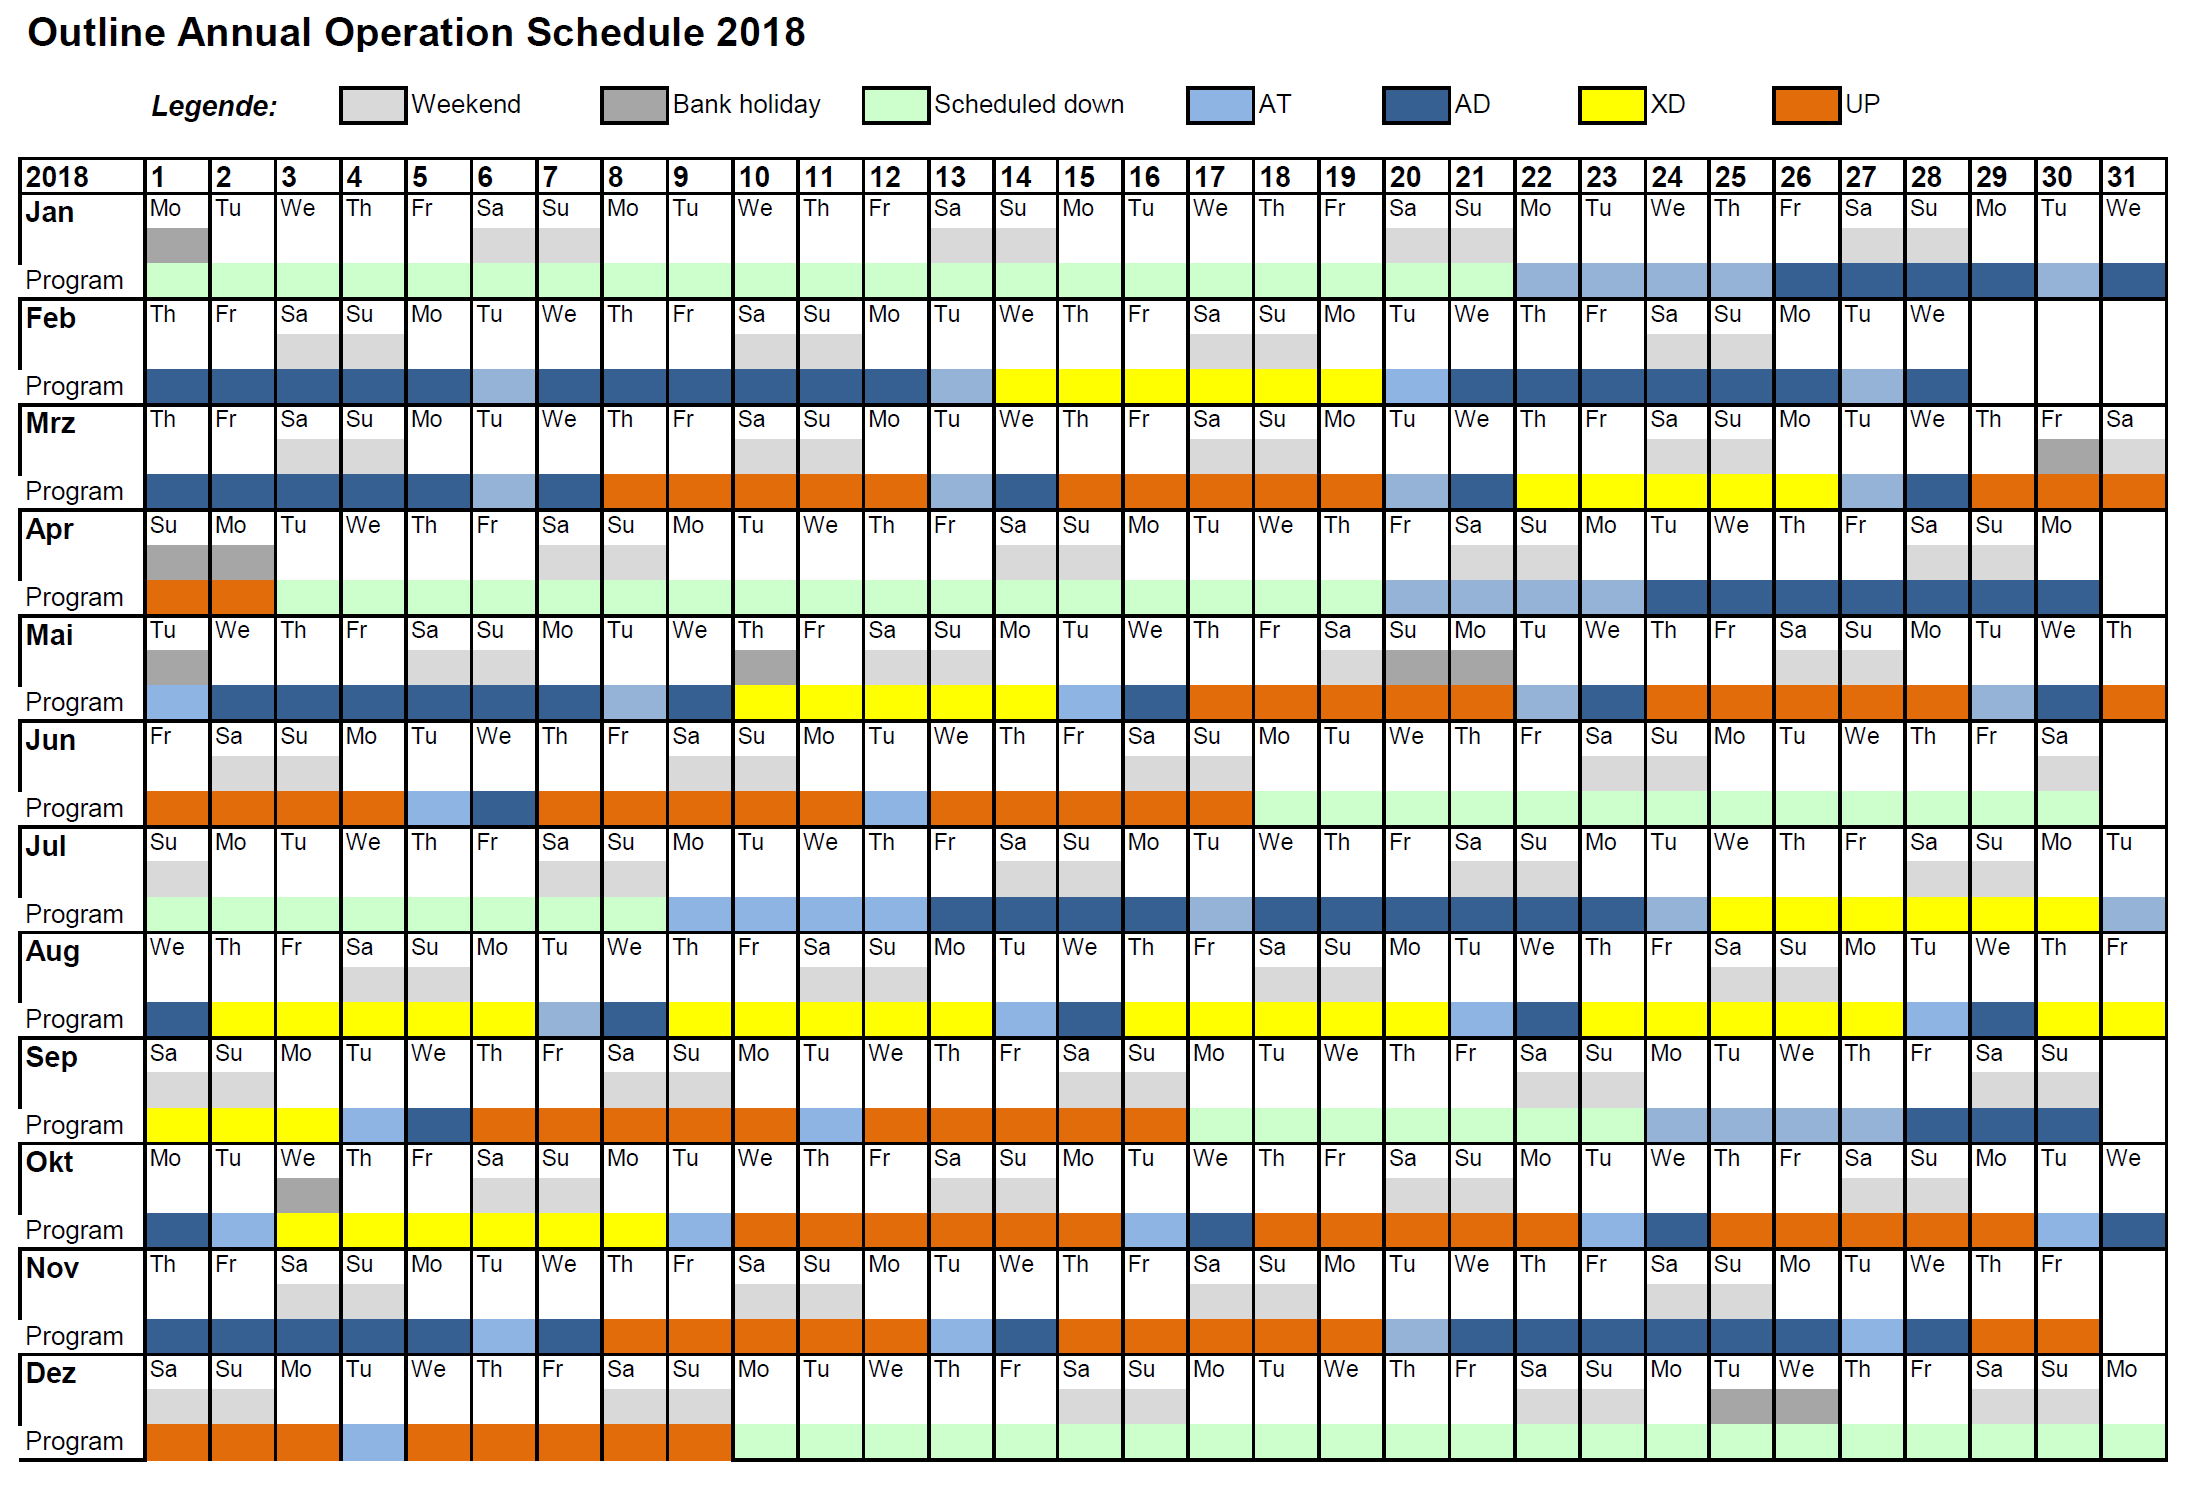 Outline Annual Operation Schedule 2018
Legende: Weekend Bank holiday Scheduled down AT AD XD UP
2018 1 2 3 4 5 6 7 8 9 10 11 12 13 14 15 16 17 18 19 20 21 22 23 24 25 26 27 28 29 30 31
Jan Mo Tu We Th Fr Sa Su Mo Tu We Th Fr Sa Su Mo Tu We Th Fr Sa Su Mo Tu We Th Fr Sa Su Mo Tu We
Program
Feb Th Fr Sa Su Mo Tu We Th Fr Sa Su Mo Tu We Th Fr Sa Su Mo Tu We Th Fr Sa Su Mo Tu We
Program
Mrz Th Fr Sa Su Mo Tu We Th Fr Sa Su Mo Tu We Th Fr Sa Su Mo Tu We Th Fr Sa Su Mo Tu We Th Fr Sa
Program
Apr Su Mo Tu We Th Fr Sa Su Mo Tu We Th Fr Sa Su Mo Tu We Th Fr Sa Su Mo Tu We Th Fr Sa Su Mo
Program
Mai Tu We Th Fr Sa Su Mo Tu We Th Fr Sa Su Mo Tu We Th Fr Sa Su Mo Tu We Th Fr Sa Su Mo Tu We Th
Program
Jun Fr Sa Su Mo Tu We Th Fr Sa Su Mo Tu We Th Fr Sa Su Mo Tu We Th Fr Sa Su Mo Tu We Th Fr Sa
Program
Jul Su Mo Tu We Th Fr Sa Su Mo Tu We Th Fr Sa Su Mo Tu We Th Fr Sa Su Mo Tu We Th Fr Sa Su Mo Tu
Program
Aug We Th Fr Sa Su Mo Tu We Th Fr Sa Su Mo Tu We Th Fr Sa Su Mo Tu We Th Fr Sa Su Mo Tu We Th Fr
Program
Sep Sa Su Mo Tu We Th Fr Sa Su Mo Tu We Th Fr Sa Su Mo Tu We Th Fr Sa Su Mo Tu We Th Fr Sa Su
Program
Okt Mo Tu We Th Fr Sa Su Mo Tu We Th Fr Sa Su Mo Tu We Th Fr Sa Su Mo Tu We Th Fr Sa Su Mo Tu We
Program
Nov Th Fr Sa Su Mo Tu We Th Fr Sa Su Mo Tu We Th Fr Sa Su Mo Tu We Th Fr Sa Su Mo Tu We Th Fr
Program
Dez Sa Su Mo Tu We Th Fr Sa Su Mo Tu We Th Fr Sa Su Mo Tu We Th Fr Sa Su Mo Tu We Th Fr Sa Su Mo
Program